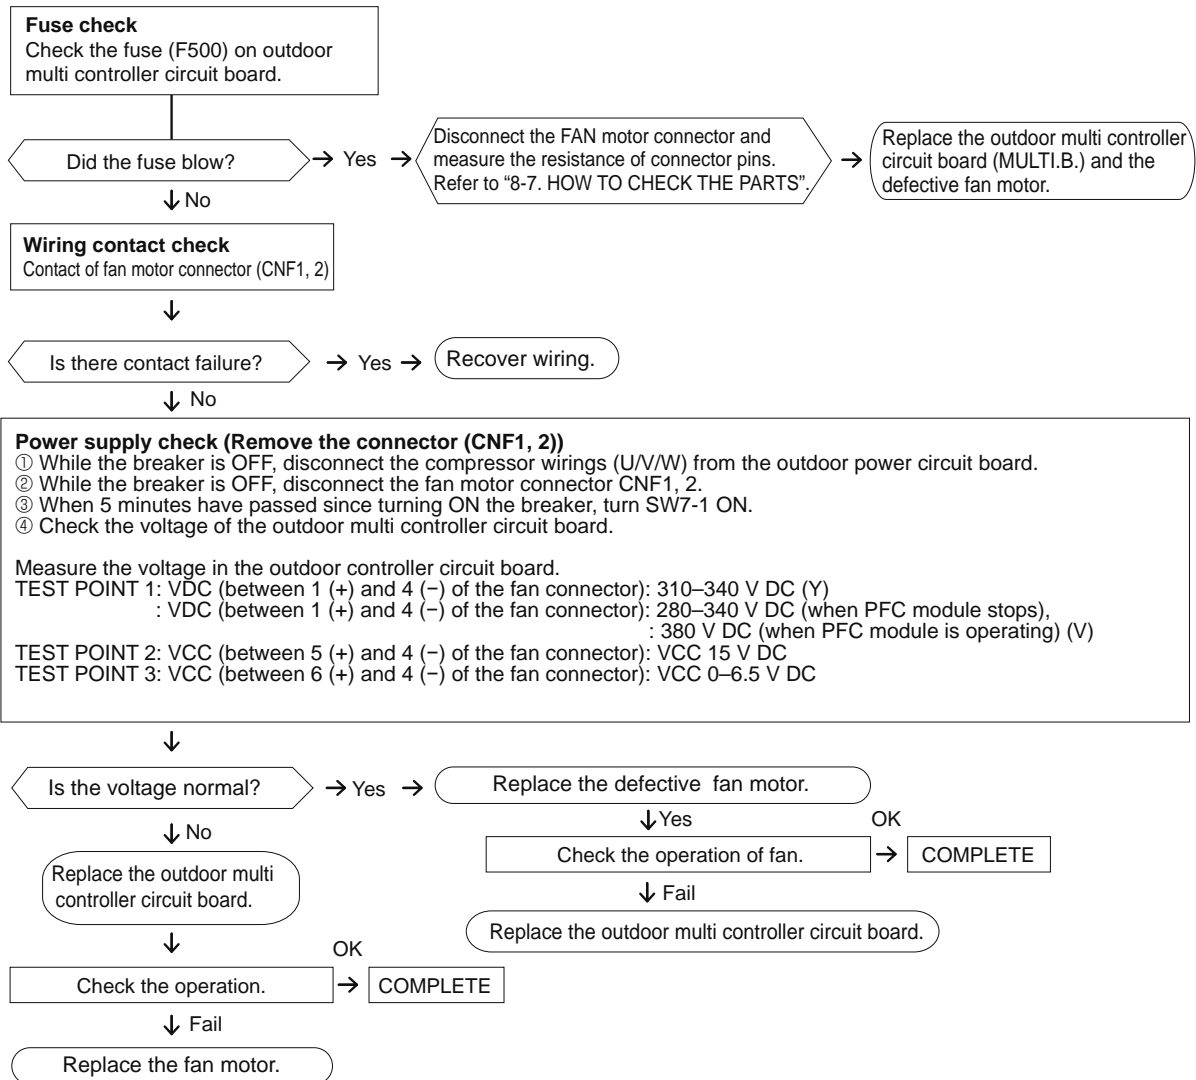 Fuse check
Check the fuse (F500) on outdoor
multi controller circuit board.
Did the fuse blow?
Yes
Disconnect the FAN motor connector and
measure the resistance of connector pins.
Refer to “8-7. HOW TO CHECK THE PARTS”.
Replace the outdoor multi controller
circuit board (MULTI.B.) and the
defective fan motor.
No
Wiring contact check
Contact of fan motor connector (CNF1, 2)
Is there contact failure?
Yes
Recover wiring.
No
Power supply check (Remove the connector (CNF1, 2))
① While the breaker is OFF, disconnect the compressor wirings (U/V/W) from the outdoor power circuit board.
② While the breaker is OFF, disconnect the fan motor connector CNF1, 2.
③ When 5 minutes have passed since turning ON the breaker, turn SW7-1 ON.
④ Check the voltage of the outdoor multi controller circuit board.
Measure the voltage in the outdoor controller circuit board.
TEST POINT 1: VDC (between 1 (+) and 4 (−) of the fan connector): 310–340 V DC (Y)
: VDC (between 1 (+) and 4 (−) of the fan connector): 280–340 V DC (when PFC module stops),
: 380 V DC (when PFC module is operating) (V)
TEST POINT 2: VCC (between 5 (+) and 4 (−) of the fan connector): VCC 15 V DC
TEST POINT 3: VCC (between 6 (+) and 4 (−) of the fan connector): VCC 0–6.5 V DC
Is the voltage normal?
Yes
Replace the defective fan motor.
Yes
Check the operation of fan.
OK
COMPLETE
Fail
Replace the outdoor multi controller circuit board.
No
Replace the outdoor multi
controller circuit board.
Check the operation.
OK
COMPLETE
Fail
Replace the fan motor.